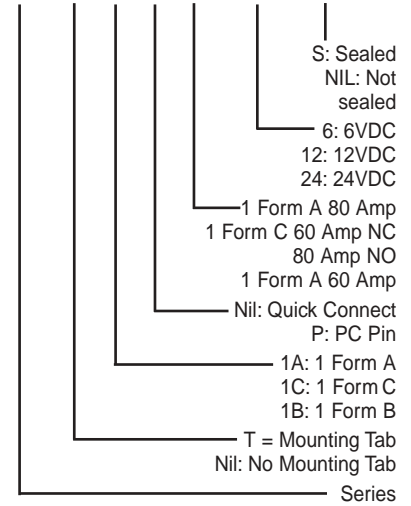 S: Sealed
NIL: Not
sealed
6: 6VDC
12: 12VDC
24: 24VDC
1 Form A 80 Amp
1 Form C 60 Amp NC
80 Amp NO
1 Form A 60 Amp
Nil: Quick Connect
P: PC Pin
1A: 1 Form A
1C: 1 Form C
1B: 1 Form B
T = Mounting Tab
Nil: No Mounting Tab
Series